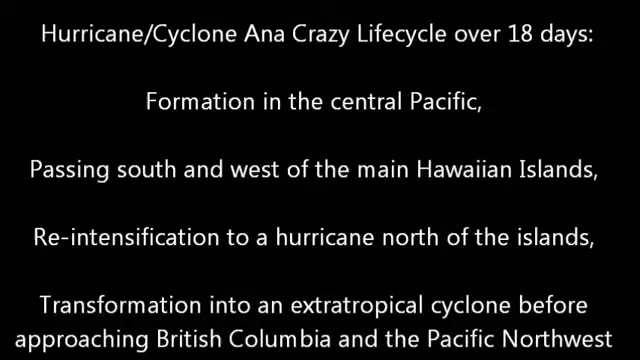 Hurricane/Cyclone Ana Crazy Lifecycle over 18 days:
Formation in the central Pacific,
Passing south and west of the main Hawaiian Islands,
Re-intensification to a hurricane north of the islands,
Transformation into an extratropical cyclone before
approaching British Columbia and the Pacific Northwest